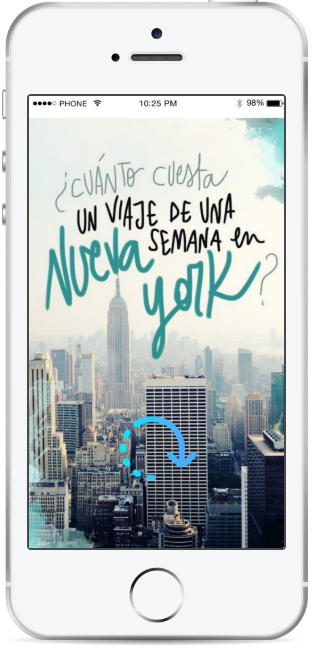 PHONE 10:25 PM 98%
¿CUÁNTO CUESTA
UN VIAJE DE UNA
NUEVA SEMANA EN
YORK?